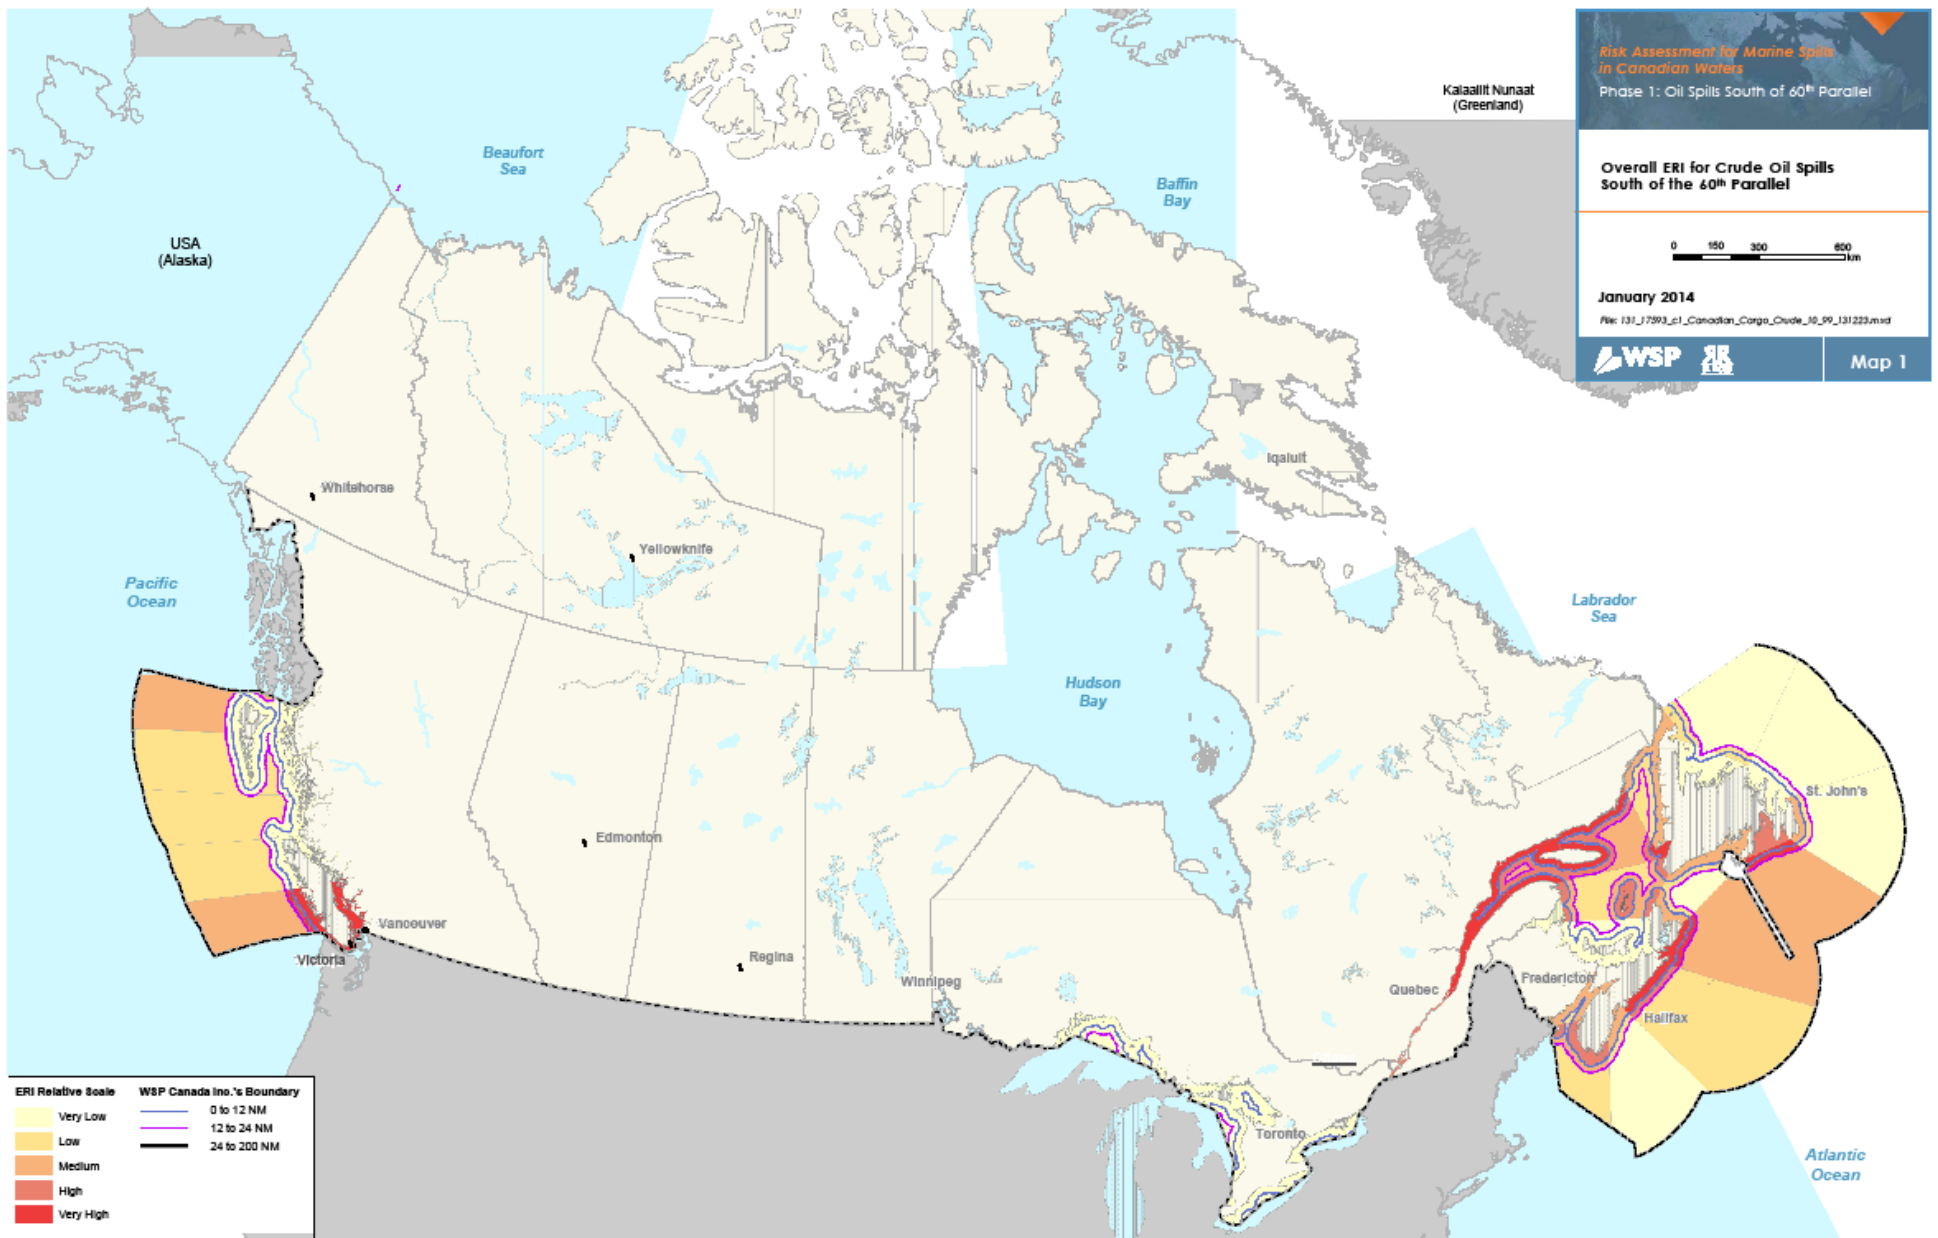 Risk Assessment for Marine Spills
in Canadian Waters
Phase 1: Oil Spills South of 60th Parallel
Overall ERI for Crude Oil Spills
South of the 60th Parallel
0 150 300 600
km
January 2014
File: 131_17593_c1_Canadian_Cargo_Crude_10_99_131223.mxd
WSP
Map 1
Kalaallit Nunaat
(Greenland)
Beaufort
Sea
Baffin
Bay
USA
(Alaska)
Iqaluit
Whitehorse
Yellowknife
Pacific
Ocean
Labrador
Sea
Hudson
Bay
St. John's
Edmonton
Vancouver
Victoria
Regina
Winnipeg
Quebec
Fredericton
Halifax
Toronto
Atlantic
Ocean
ERI Relative Scale
Very Low
Low
Medium
High
Very High
WSP Canada Inc.'s Boundary
0 to 12 NM
12 to 24 NM
24 to 200 NM